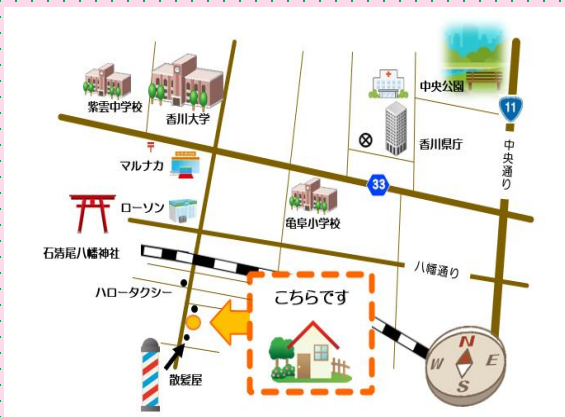 中央公園
紫雲中学校
香川大学
11
香川県庁
中央通り
マルナカ
33
亀阜小学校
ローソン
石清尾八幡神社
八幡通り
ハロータクシー
こちらです
散髪屋
N
W
E
S